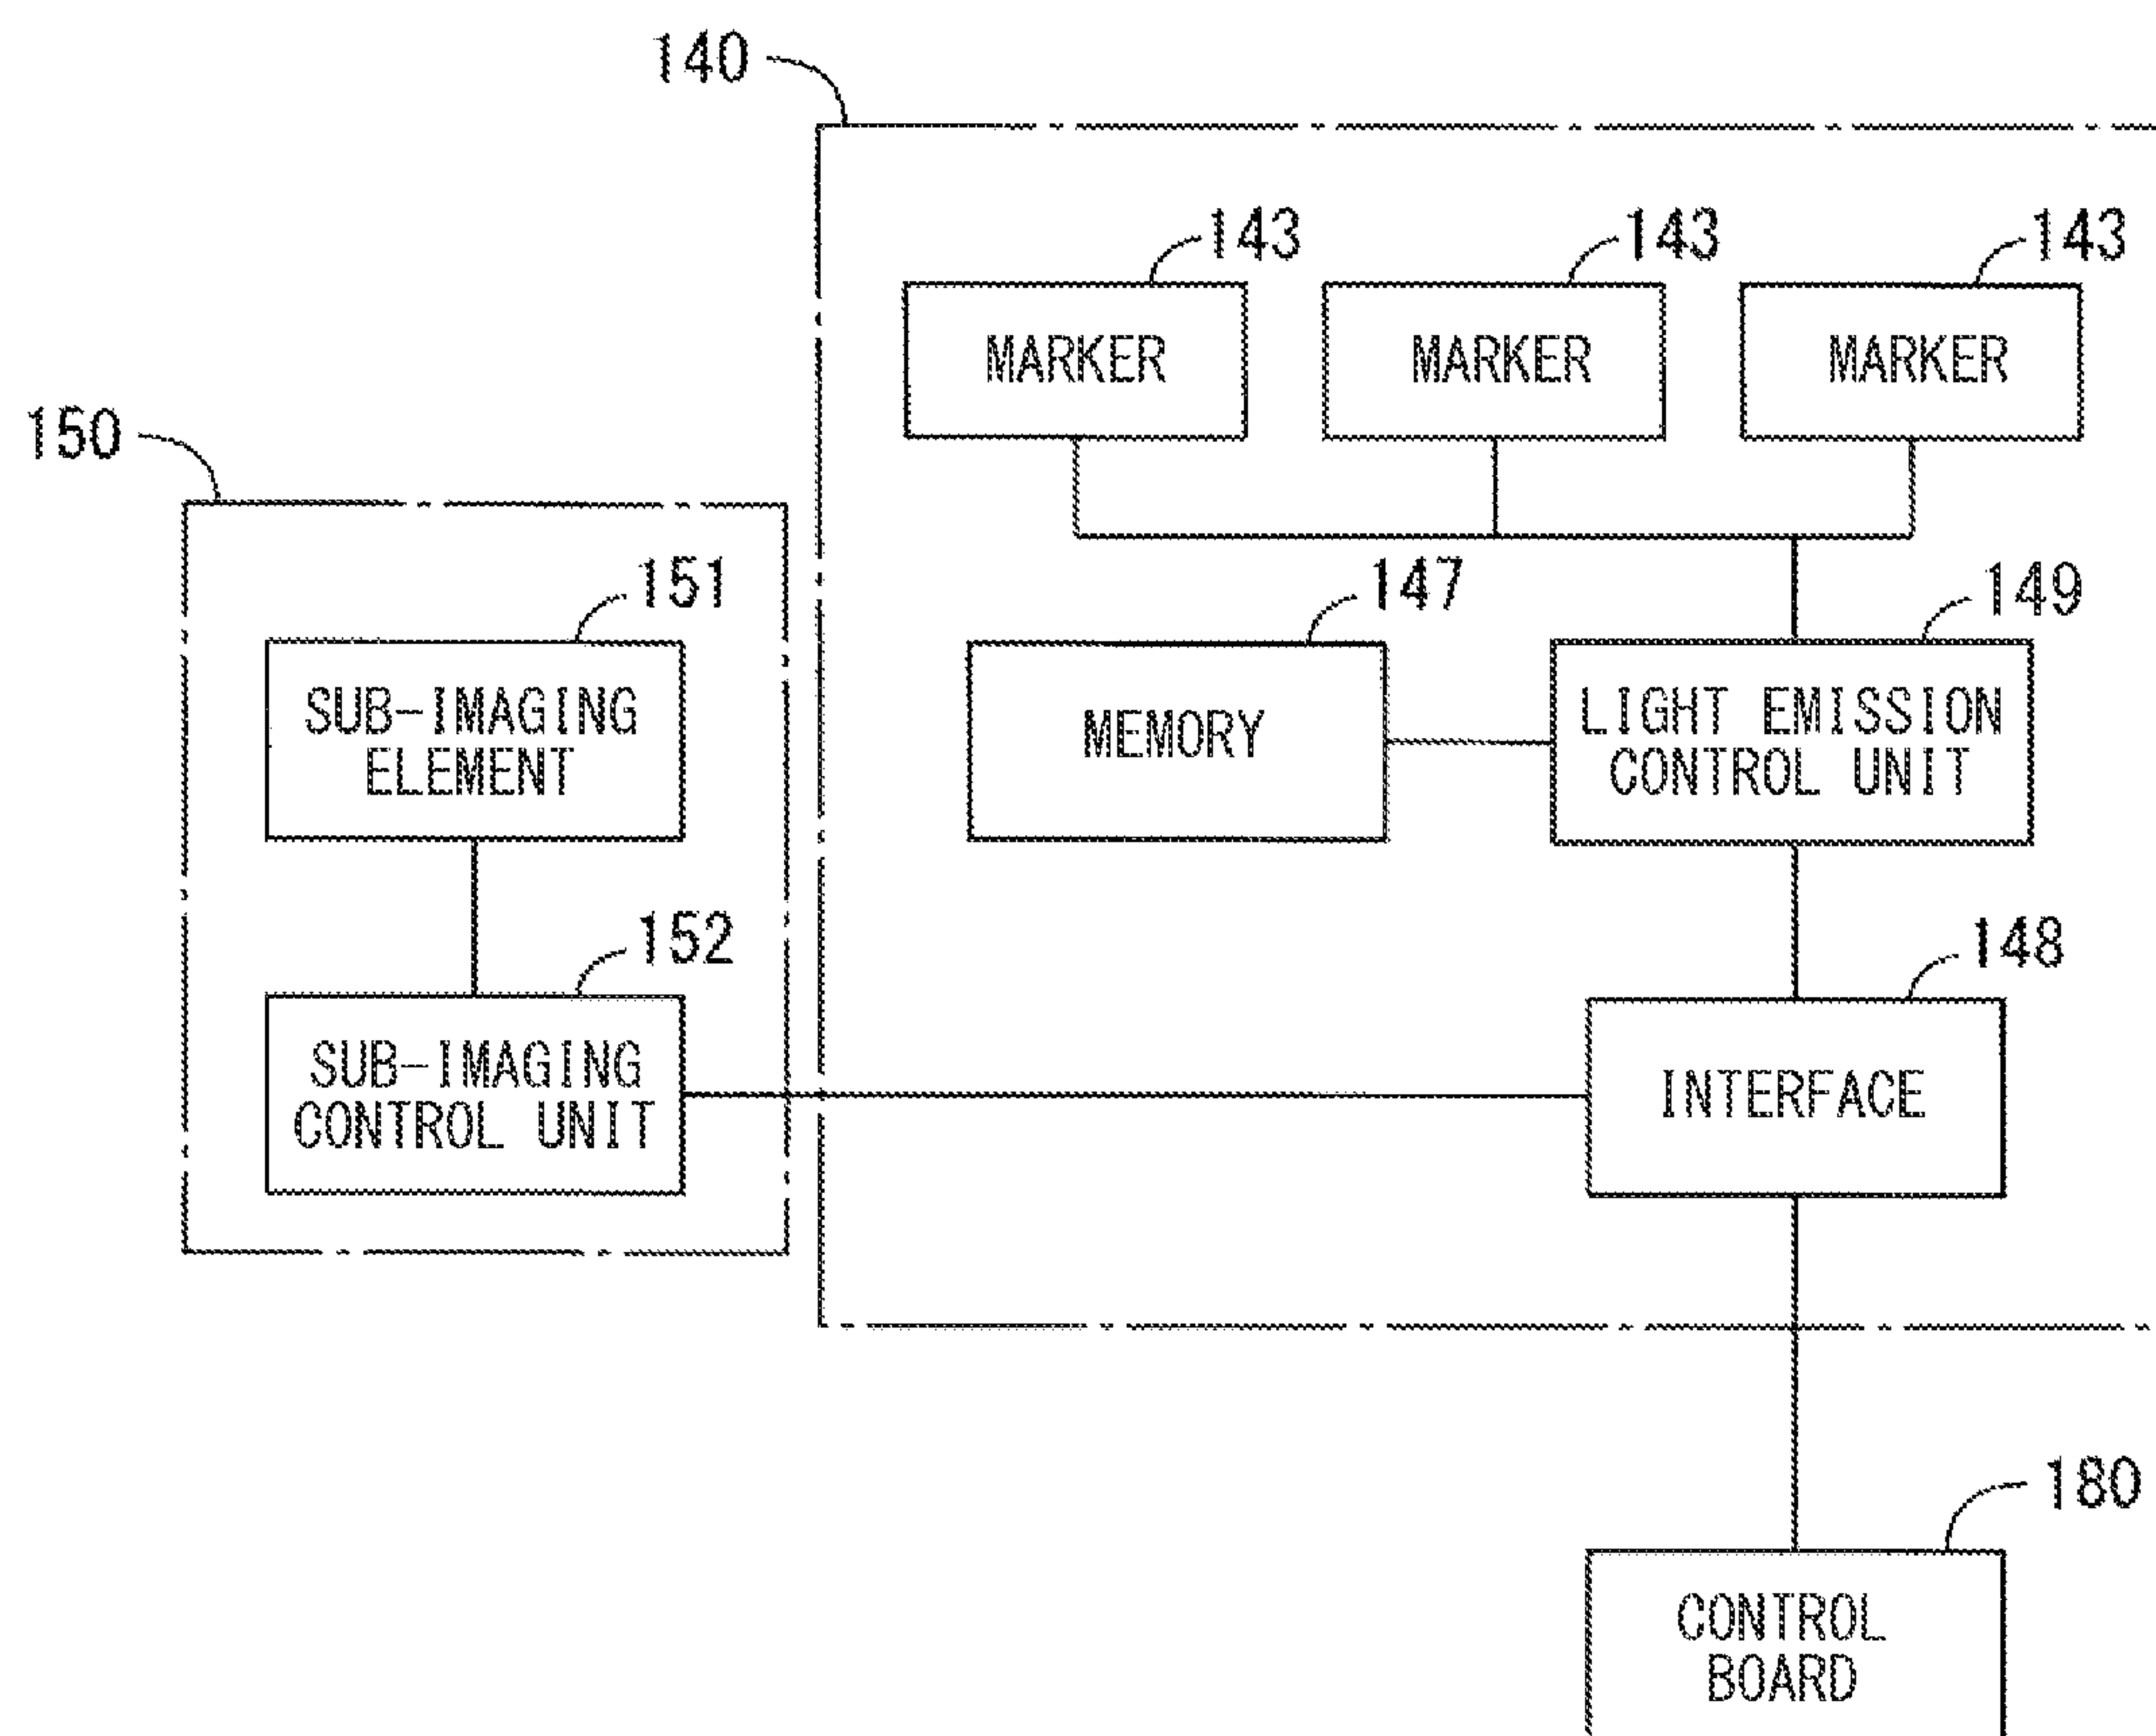 140
143
143
143
MARKER
MARKER
MARKER
150
151
147
149
SUB-IMAGING
ELEMENT
MEMORY
LIGHT EMISSION
CONTROL UNIT
152
148
SUB-IMAGING
CONTROL UNIT
INTERFACE
180
CONTROL
BOARD